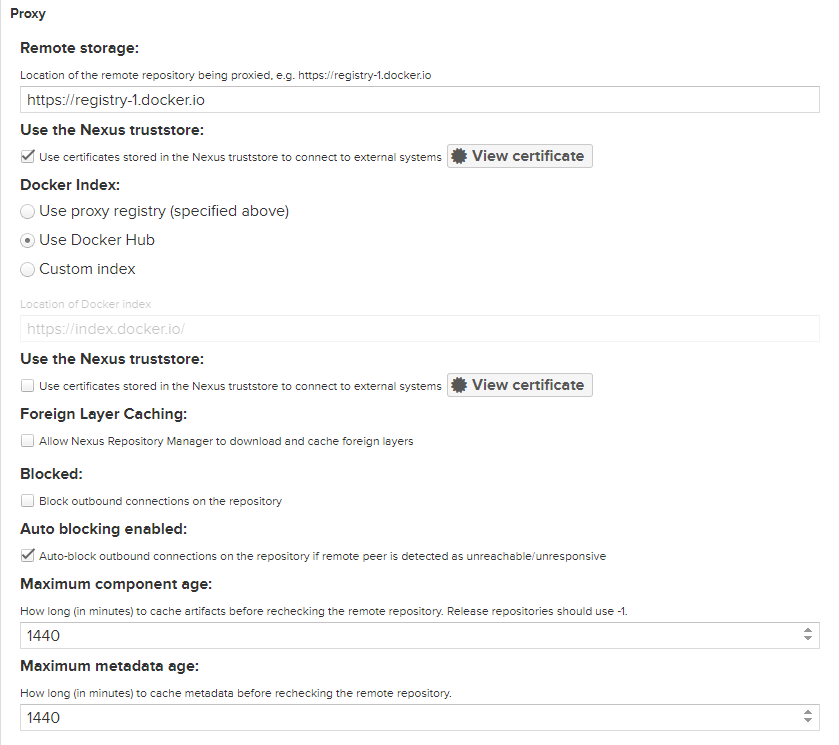 Proxy
Remote storage:
Location of the remote repository being proxied, e.g. https://registry-1.docker.io
https://registry-1.docker.io
Use the Nexus truststore:
Use certificates stored in the Nexus truststore to connect to external systems View certificate
Docker Index:
Use proxy registry (specified above)
Use Docker Hub
Custom index
Location of Docker index
https://index.docker.io/
Use the Nexus truststore:
Use certificates stored in the Nexus truststore to connect to external systems View certificate
Foreign Layer Caching:
Allow Nexus Repository Manager to download and cache foreign layers
Blocked:
Block outbound connections on the repository
Auto blocking enabled:
Auto-block outbound connections on the repository if remote peer is detected as unreachable/unresponsive
Maximum component age:
How long (in minutes) to cache artifacts before rechecking the remote repository. Release repositories should use -1.
1440
Maximum metadata age:
How long (in minutes) to cache metadata before rechecking the remote repository.
1440